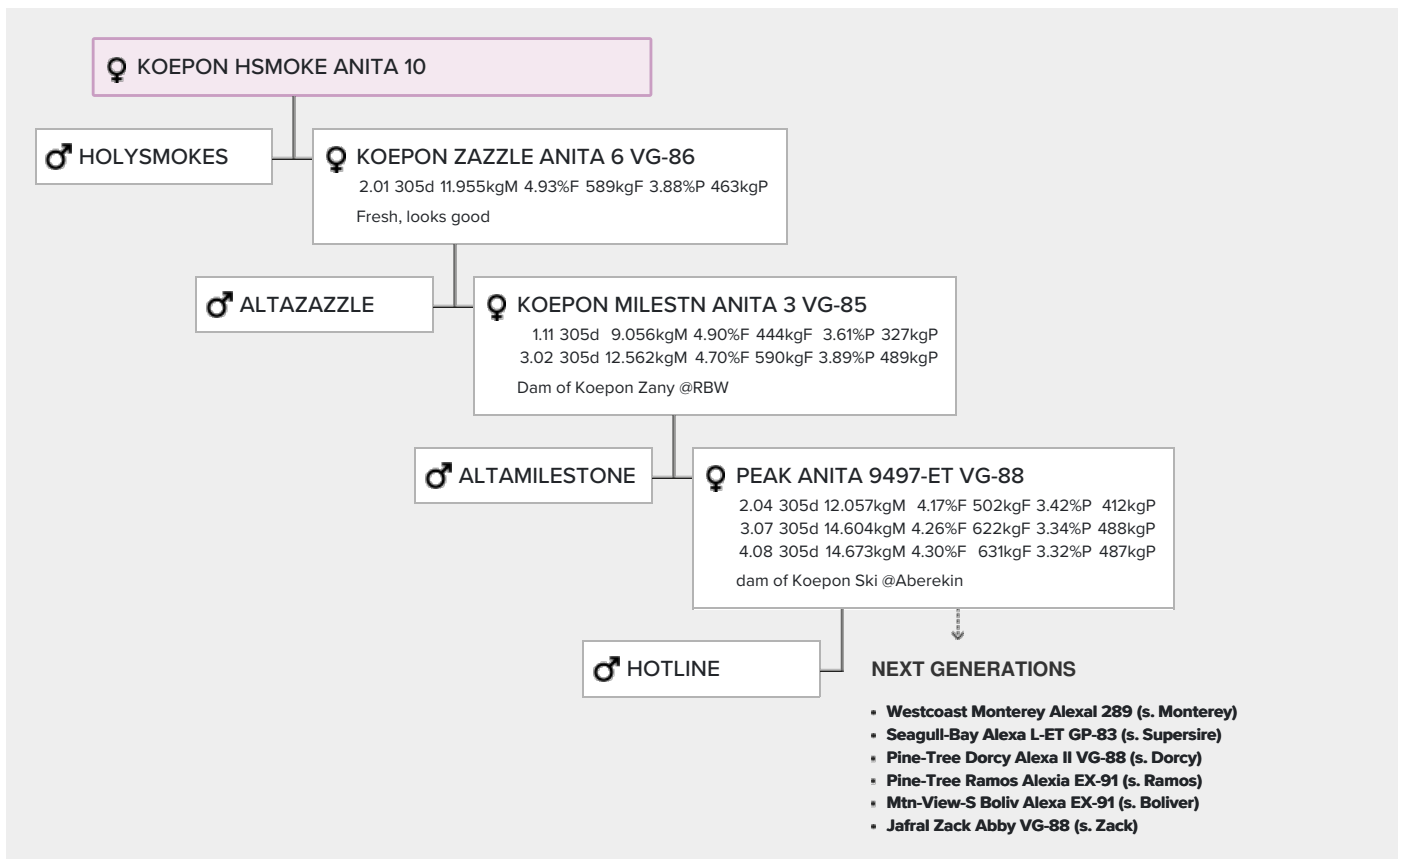 KOEPON HSMOKE ANITA 10
HOLYSMOKES
KOEPON ZAZZLE ANITA 6 VG-86
2.01 305d 11.955kgM 4.93%F 589kgF 3.88%P 463kgP
Fresh, looks good
ALTAZAZZLE
KOEPON MILESTN ANITA 3 VG-85
1.11 305d 9.056kgM 4.90%F 444kgF 3.61%P 327kgP
3.02 305d 12.562kgM 4.70%F 590kgF 3.89%P 489kgP
Dam of Koepon Zany @RBW
ALTAMILESTONE
PEAK ANITA 9497-ET VG-88
2.04 305d 12.057kgM 4.17%F 502kgF 3.42%P 412kgP
3.07 305d 14.604kgM 4.26%F 622kgF 3.34%P 488kgP
4.08 305d 14.673kgM 4.30%F 631kgF 3.32%P 487kgP
dam of Koepon Ski @Aberekin
HOTLINE
NEXT GENERATIONS
▪ Westcoast Monterey Alexal 289 (s. Monterey)
▪ Seagull-Bay Alexa L-ET GP-83 (s. Supersire)
▪ Pine-Tree Dorcy Alexa II VG-88 (s. Dorcy)
▪ Pine-Tree Ramos Alexia EX-91 (s. Ramos)
▪ Mtn-View-S Boliv Alexa EX-91 (s. Boliver)
▪ Jafral Zack Abby VG-88 (s. Zack)